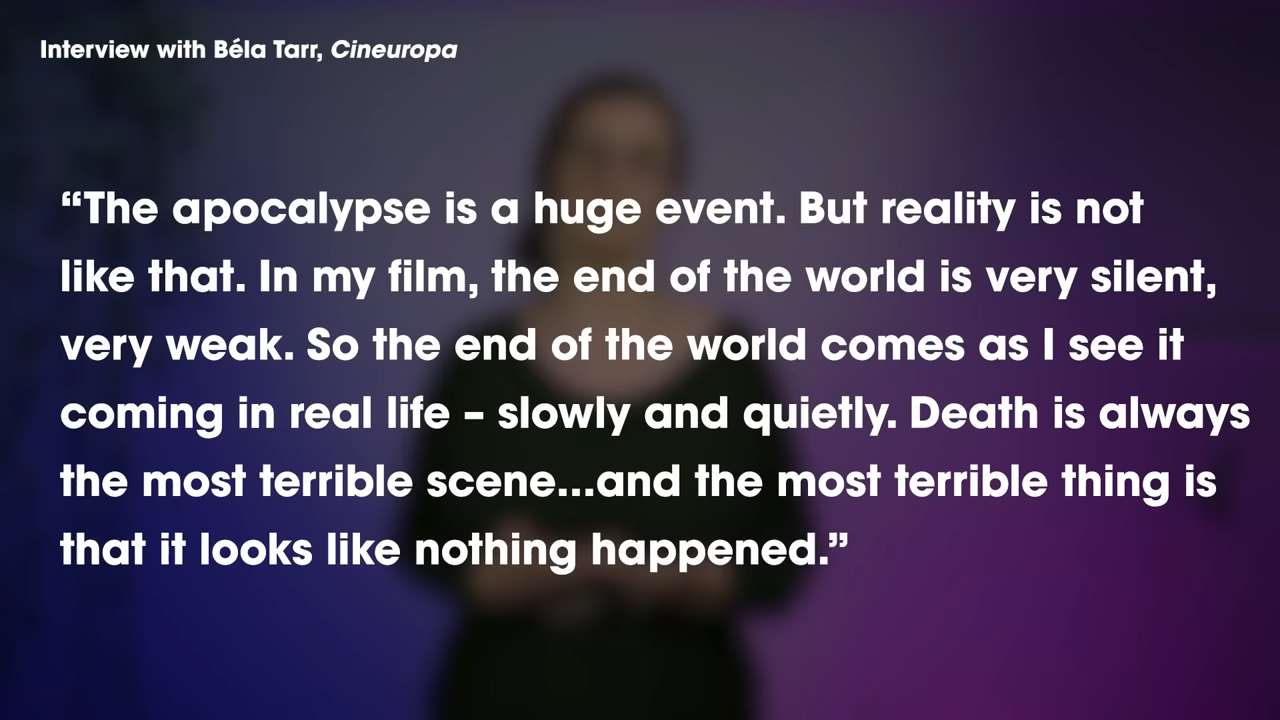 Interview with Béla Tarr, Cineuropa
“The apocalypse is a huge event. But reality is not
like that. In my film, the end of the world is very silent,
very weak. So the end of the world comes as I see it
coming in real life – slowly and quietly. Death is always
the most terrible scene...and the most terrible thing is
that it looks like nothing happened.”